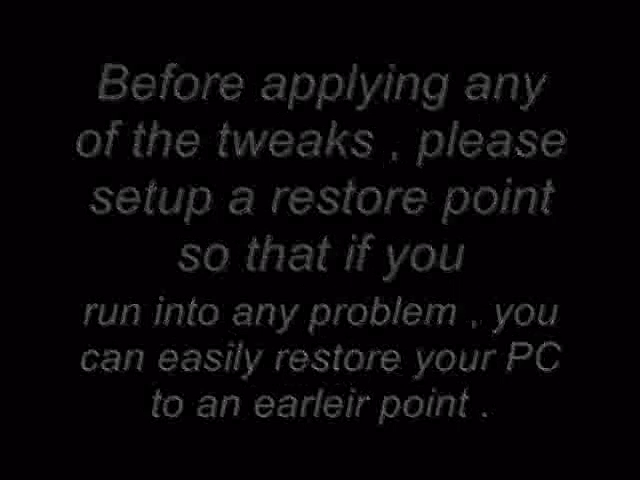 Before applying any
of the tweaks , please
setup a restore point
so that if you
run into any problem , you
can easily restore your PC
to an earleir point .